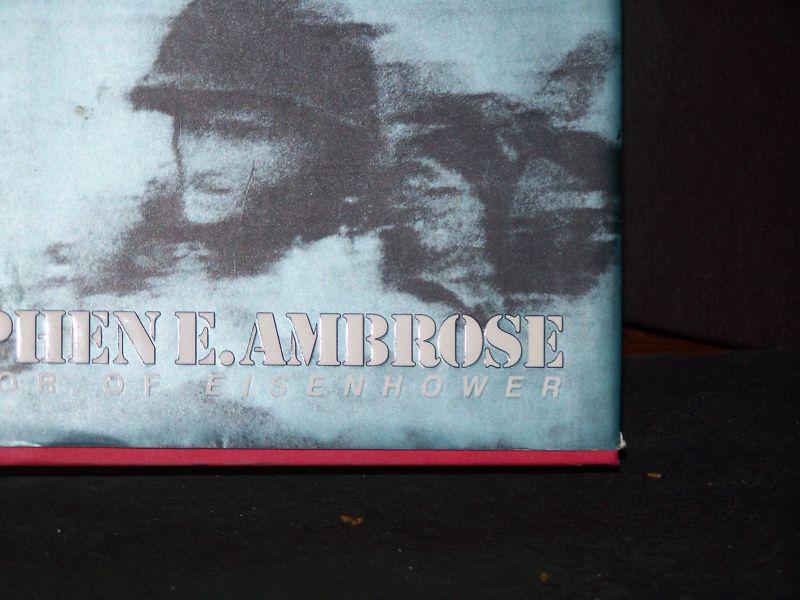 PHEN E. AMBROSE
OR OF EISENHOWER